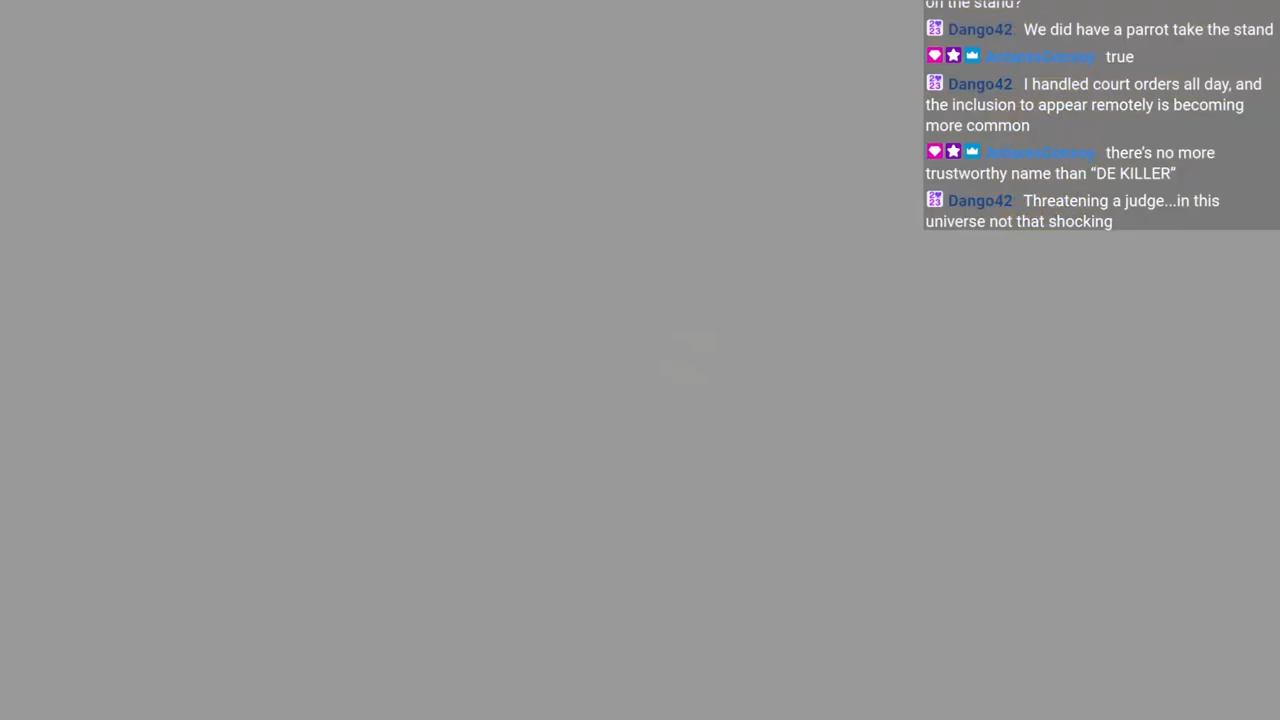 on the stand?
Dango42: We did have a parrot take the stand
true
Dango42: I handled court orders all day, and
the inclusion to appear remotely is becoming
more common
there's no more
trustworthy name than “DE KILLER”
Dango42: Threatening a judge...in this
universe not that shocking